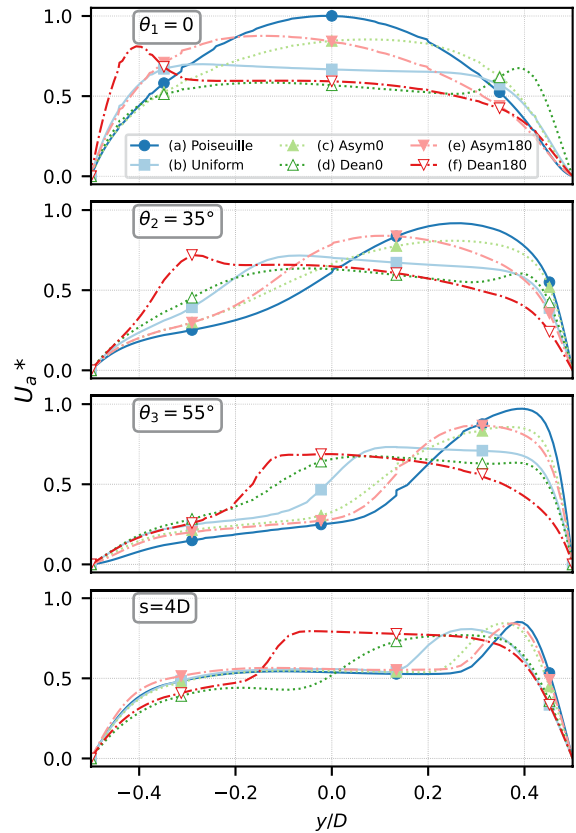 θ₁ = 0
1.0
0.5
0.0
(a) Poiseuille
(b) Uniform
(c) Asym0
(d) Dean0
(e) Asym180
(f) Dean180
θ₂ = 35°
1.0
0.5
0.0
Uₐ*
θ₃ = 55°
1.0
0.5
0.0
s=4D
1.0
0.5
0.0
−0.4 −0.2 0.0 0.2 0.4
y/D